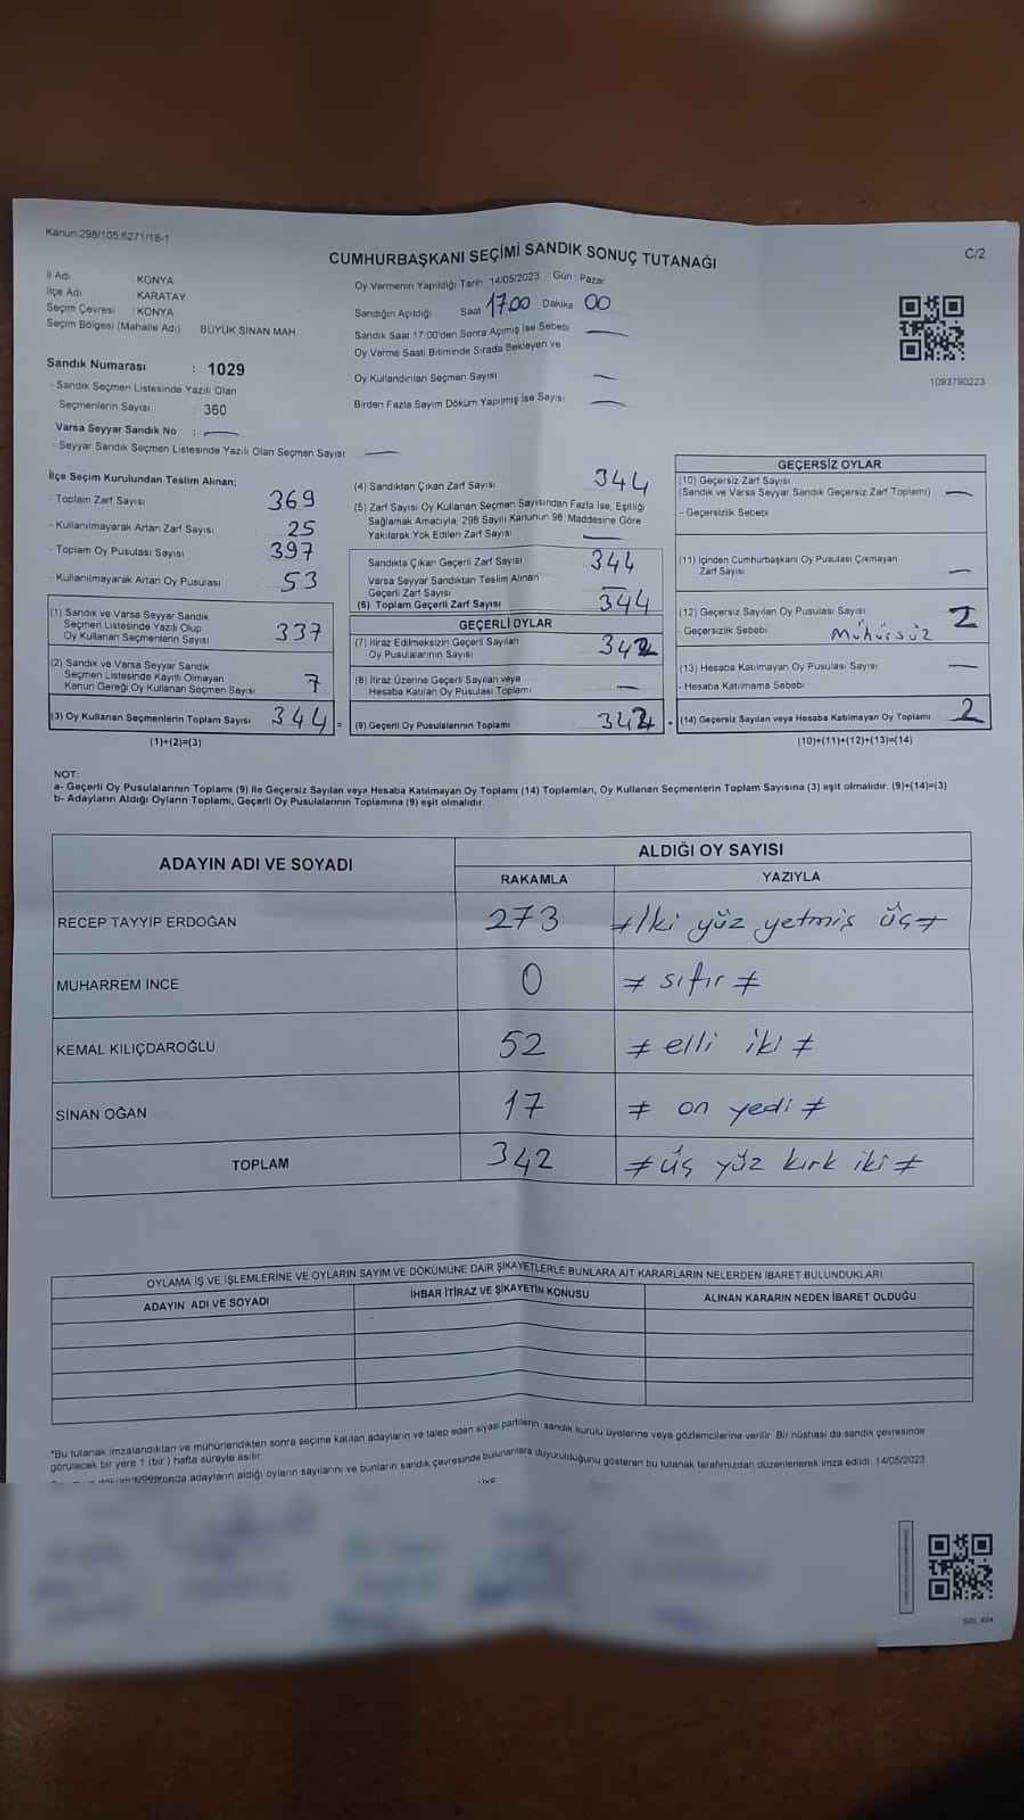 Kanun:298/105.6271/18-1
CUMHURBAŞKANI SEÇİMİ SANDIK SONUÇ TUTANAĞI
C/2
İl Adı KONYA
İlçe Adı KARATAY
Seçim Çevresi : KONYA
Seçim Bölgesi (Mahalle Adı) BÜYÜK SİNAN MAH.
Sandık Numarası : 1029
- Sandık Seçmen Listesinde Yazılı Olan
Seçmenlerin Sayısı 360
Varsa Seyyar Sandık No : —
- Seyyar Sandık Seçmen Listesinde Yazılı Olan Seçmen Sayısı —
Oy Vermenin Yapıldığı Tarih 14/05/2023 Gün : Pazar
Sandığın Açıldığı Saat 17.00 Dakika 00
Sandık Saat 17:00'den Sonra Açımış İse Sebebi —
Oy Verme Saati Bitiminde Sırada Bekleyen ve
Oy Kullandırılan Seçmen Sayısı —
Birden Fazla Sayım Döküm Yapılmış İse Sayısı —
1093790223
İlçe Seçim Kurulundan Teslim Alınan;
- Toplam Zarf Sayısı 369
- Kullanılmayarak Artan Zarf Sayısı 25
- Toplam Oy Pusulası Sayısı 397
- Kullanılmayarak Artan Oy Pusulası 53
(1) Sandık ve Varsa Seyyar Sandık
Seçmen Listesinde Yazılı Olup
Oy Kullanan Seçmenlerin Sayısı 337
(2) Sandık ve Varsa Seyyar Sandık
Seçmen Listesinde Kayıtlı Olmayan
Kanun Gereği Oy Kullanan Seçmen Sayısı 7
(3) Oy Kullanan Seçmenlerin Toplam Sayısı 344 =
(1)+(2)=(3)
(4) Sandıktan Çıkan Zarf Sayısı 344
(5) Zarf Sayısı Oy Kullanan Seçmen Sayısından Fazla İse, Eşitliği
Sağlamak Amacıyla, 298 Sayılı Kanunun 98. Maddesine Göre
Yakılarak Yok Edilen Zarf Sayısı —
Sandıkta Çıkan Geçerli Zarf Sayısı 344
Varsa Seyyar Sandıktan Teslim Alınan
Geçerli Zarf Sayısı —
(6) Toplam Geçerli Zarf Sayısı 344
GEÇERLİ OYLAR
(7) İtiraz Edilmeksizin Geçerli Sayılan
Oy Pusulalarının Sayısı 342
(8) İtiraz Üzerine Geçerli Sayılan veya
Hesaba Katılan Oy Pusulası Toplamı —
(9) Geçerli Oy Pusulalarının Toplamı 342 +
GEÇERSİZ OYLAR
(10) Geçersiz Zarf Sayısı
(Sandık ve Varsa Seyyar Sandık Geçersiz Zarf Toplamı) —
- Geçersizlik Sebebi
(11) İçinden Cumhurbaşkanı Oy Pusulası Çıkmayan
Zarf Sayısı —
(12) Geçersiz Sayılan Oy Pusulası Sayısı 2
Geçersizlik Sebebi Mühürsüz
(13) Hesaba Katılmayan Oy Pusulası Sayısı —
- Hesaba Katılmama Sebebi
(14) Geçersiz Sayılan veya Hesaba Katılmayan Oy Toplamı 2
(10)+(11)+(12)+(13)=(14)
NOT:
a- Geçerli Oy Pusulalarının Toplamı (9) ile Geçersiz Sayılan veya Hesaba Katılmayan Oy Toplamı (14) Toplamları, Oy Kullanan Seçmenlerin Toplam Sayısına (3) eşit olmalıdır. (9)+(14)=(3)
b- Adayların Aldığı Oyların Toplamı, Geçerli Oy Pusulalarının Toplamına (9) eşit olmalıdır.
ADAYIN ADI VE SOYADI
ALDIĞI OY SAYISI
RAKAMLA YAZIYLA
RECEP TAYYİP ERDOĞAN 273 ≠ İki yüz yetmiş üç ≠
MUHARREM İNCE 0 ≠ sıfır ≠
KEMAL KILIÇDAROĞLU 52 ≠ elli iki ≠
SİNAN OĞAN 17 ≠ on yedi ≠
TOPLAM 342 ≠ üç yüz kırk iki ≠
OYLAMA İŞ VE İŞLEMLERİNE VE OYLARIN SAYIM VE DÖKÜMÜNE DAİR ŞİKAYETLERLE BUNLARA AİT KARARLARIN NELERDEN İBARET BULUNDUKLARI
ADAYIN ADI VE SOYADI İHBAR İTİRAZ VE ŞİKAYETİN KONUSU ALINAN KARARIN NEDEN İBARET OLDUĞU
*Bu tutanak imzalandıktan ve mühürlendikten sonra seçime katılan adayların ve talep eden siyasi partilerin, sandık kurulu üyelerine veya gözlemcilerine verilir. Bir nüshası da sandık çevresinde
görülecek bir yere 1 (bir) hafta süreyle asılır.
adayların aldığı oyların sayılarını ve bunların sandık çevresinde bulunanlara duyurulduğunu gösteren bu tutanak tarafımızdan düzenlenerek imza edildi. 14/05/2023